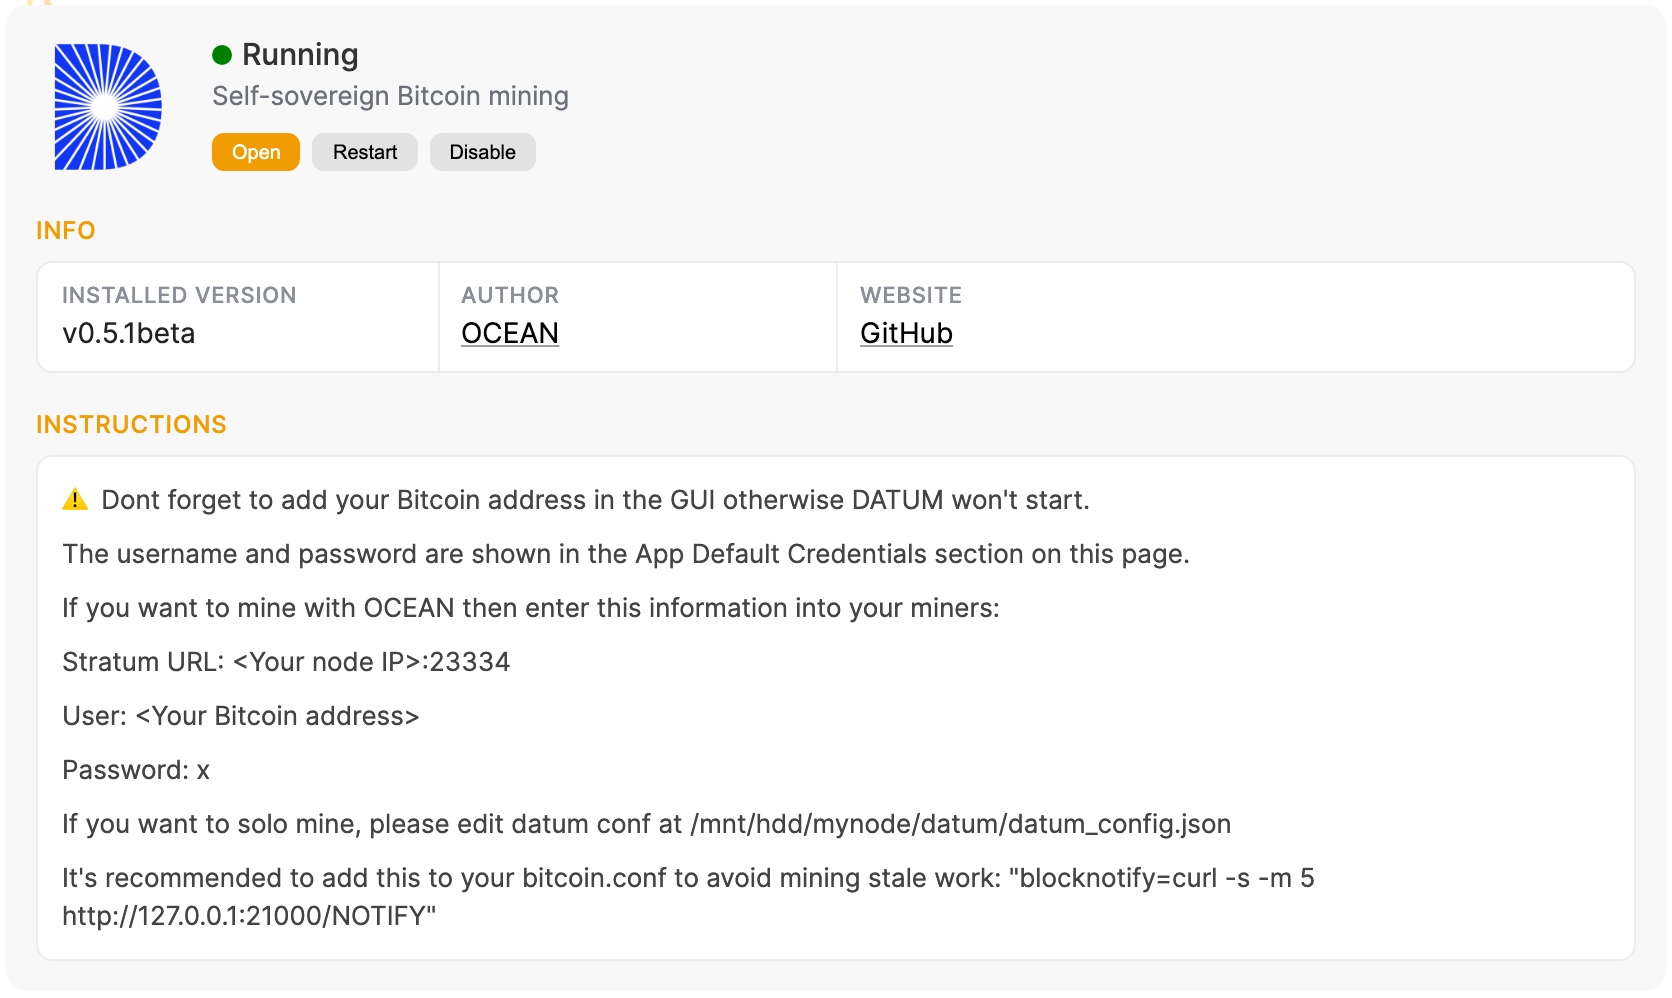 Running
Self-sovereign Bitcoin mining
Open Restart Disable
INFO
INSTALLED VERSION AUTHOR WEBSITE
v0.5.1beta OCEAN GitHub
INSTRUCTIONS
⚠️ Dont forget to add your Bitcoin address in the GUI otherwise DATUM won't start.
The username and password are shown in the App Default Credentials section on this page.
If you want to mine with OCEAN then enter this information into your miners:
Stratum URL: <Your node IP>:23334
User: <Your Bitcoin address>
Password: x
If you want to solo mine, please edit datum conf at /mnt/hdd/mynode/datum/datum_config.json
It's recommended to add this to your bitcoin.conf to avoid mining stale work: "blocknotify=curl -s -m 5
http://127.0.0.1:21000/NOTIFY"